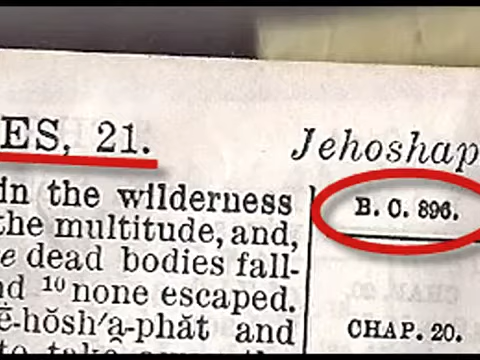 ES, 21.
Jehoshap
in the wilderness
the multitude, and,
e dead bodies fall-
nd ¹⁰ none escaped.
ē-hŏsh′ạ-phăt and
B. C. 896.
CHAP. 20.